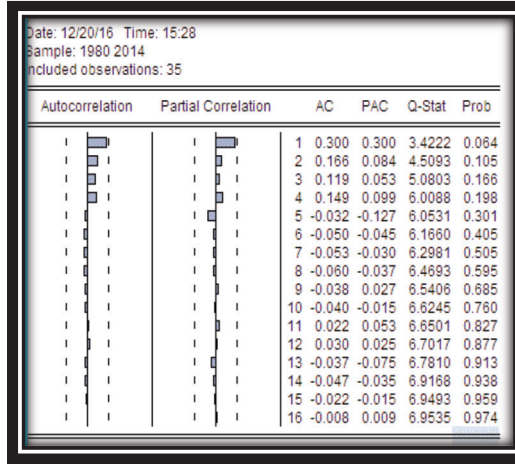 Date: 12/20/16 Time: 15:28
Sample: 1980 2014
Included observations: 35
Autocorrelation Partial Correlation AC PAC Q-Stat Prob
1 0.300 0.300 3.4222 0.064
2 0.166 0.084 4.5093 0.105
3 0.119 0.053 5.0803 0.166
4 0.149 0.099 6.0088 0.198
5 -0.032 -0.127 6.0531 0.301
6 -0.050 -0.045 6.1660 0.405
7 -0.053 -0.030 6.2981 0.505
8 -0.060 -0.037 6.4693 0.595
9 -0.038 0.027 6.5406 0.685
10 -0.040 -0.015 6.6245 0.760
11 0.022 0.053 6.6501 0.827
12 0.030 0.025 6.7017 0.877
13 -0.037 -0.075 6.7810 0.913
14 -0.047 -0.035 6.9168 0.938
15 -0.022 -0.015 6.9493 0.959
16 -0.008 0.009 6.9535 0.974